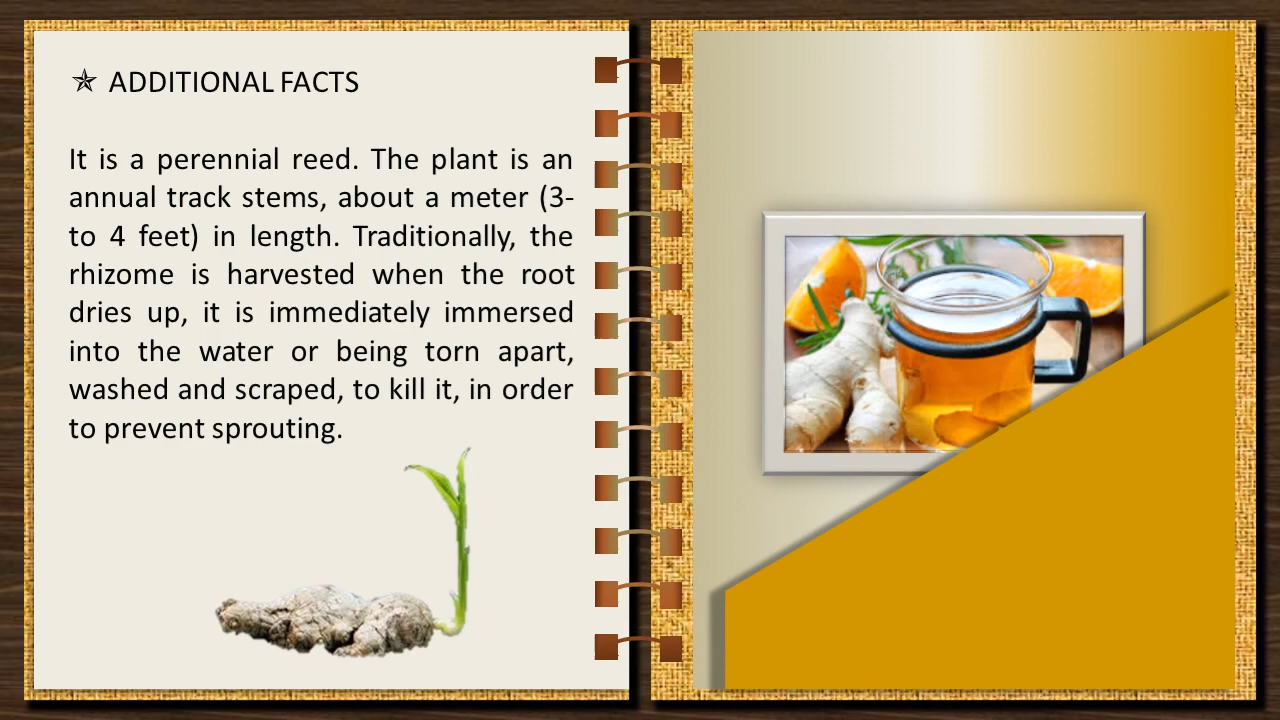 ✯ ADDITIONAL FACTS
It is a perennial reed. The plant is an
annual track stems, about a meter (3-
to 4 feet) in length. Traditionally, the
rhizome is harvested when the root
dries up, it is immediately immersed
into the water or being torn apart,
washed and scraped, to kill it, in order
to prevent sprouting.